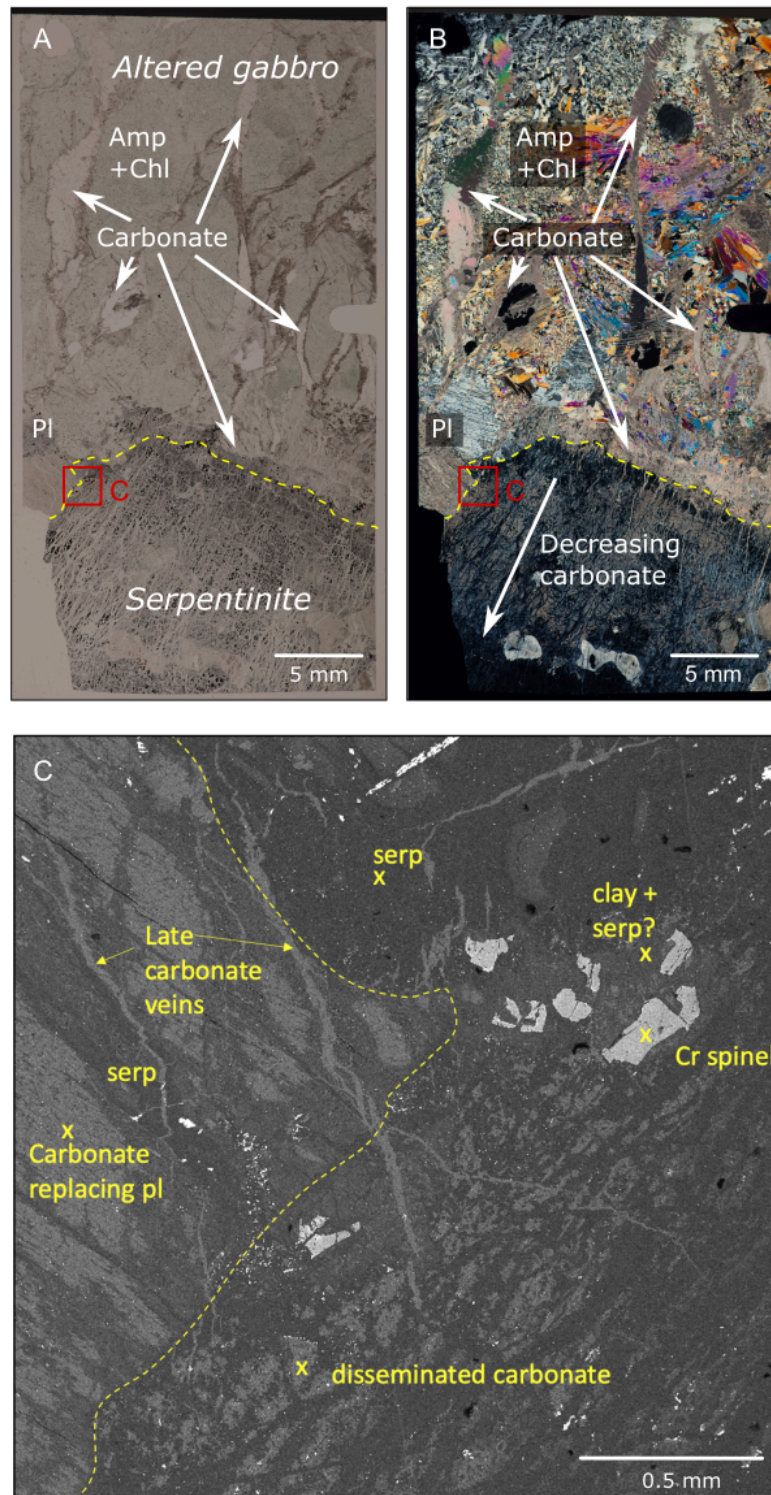 A
Altered gabbro
Amp
+Chl
Carbonate
Pl
C
Serpentinite
5 mm
B
Amp
+Chl
Carbonate
Pl
C
Decreasing
carbonate
5 mm
C
serp
x
clay +
serp?
x
Late
carbonate
veins
x
Cr spinel
serp
x
Carbonate
replacing pl
x
disseminated carbonate
0.5 mm